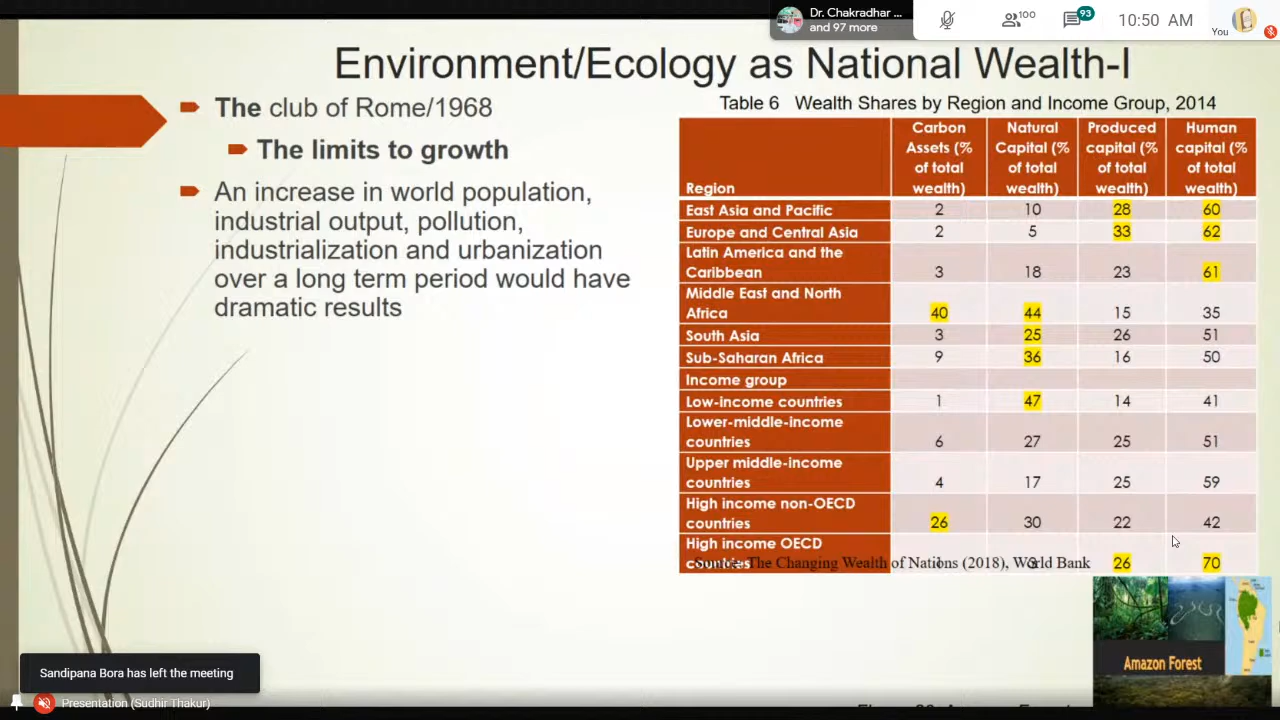 Dr. Chakradhar ...
and 97 more
100
93
10:50 AM
You
Environment/Ecology as National Wealth-I
The club of Rome/1968
The limits to growth
An increase in world population,
industrial output, pollution,
industrialization and urbanization
over a long term period would have
dramatic results
Table 6 Wealth Shares by Region and Income Group, 2014
Region Carbon Assets (% of total wealth) Natural Capital (% of total wealth) Produced capital (% of total wealth) Human capital (% of total wealth)
East Asia and Pacific 2 10 28 60
Europe and Central Asia 2 5 33 62
Latin America and the
Caribbean 3 18 23 61
Middle East and North
Africa 40 44 15 35
South Asia 3 25 26 51
Sub-Saharan Africa 9 36 16 50
Income group
Low-income countries 1 47 14 41
Lower-middle-income
countries 6 27 25 51
Upper middle-income
countries 4 17 25 59
High income non-OECD
countries 26 30 22 42
High income OECD
countries 1 3 26 70
The Changing Wealth of Nations (2018), World Bank
Amazon Forest
Sandipana Bora has left the meeting
Presentation (Sudhir Thakur)